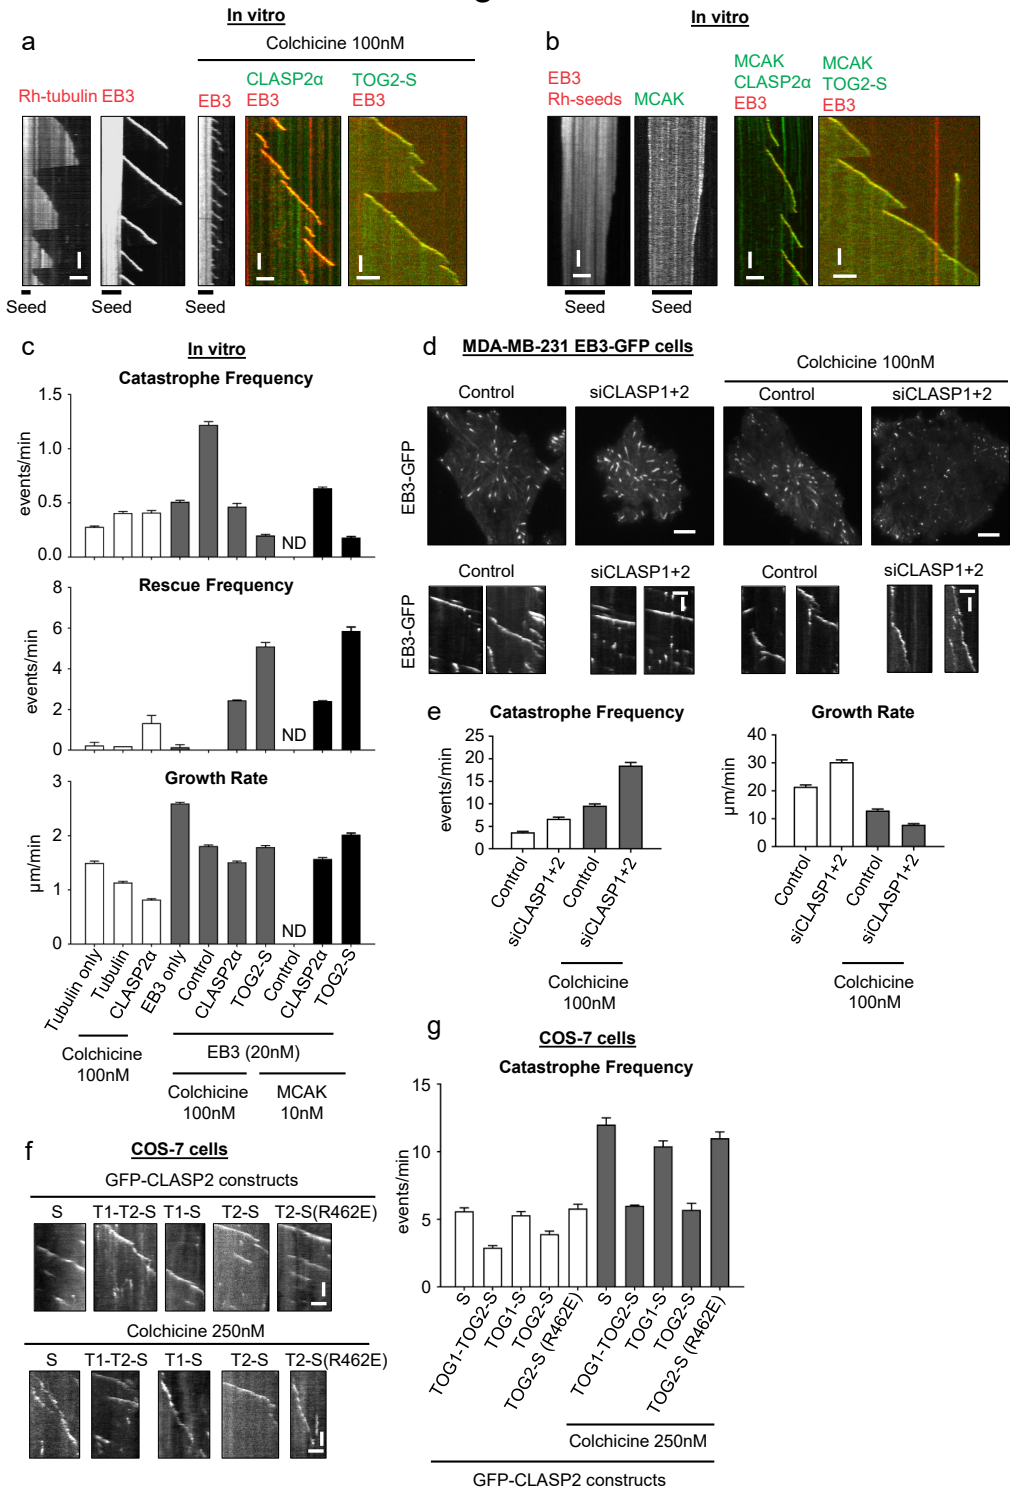 In vitro
a
Colchicine 100nM
Rh-tubulin EB3
EB3
CLASP2α
EB3
TOG2-S
EB3
Seed
Seed
Seed
In vitro
b
EB3
Rh-seeds
MCAK
MCAK
CLASP2α
EB3
MCAK
TOG2-S
EB3
Seed
Seed
c
In vitro
Catastrophe Frequency
events/min
1.5
1.0
0.5
0.0
ND
Rescue Frequency
events/min
8
6
4
2
0
ND
Growth Rate
µm/min
3
2
1
0
ND
Tubulin only
Tubulin
CLASP2α
EB3 only
Control
CLASP2α
TOG2-S
Control
CLASP2α
TOG2-S
Colchicine
100nM
EB3 (20nM)
Colchicine
100nM
MCAK
10nM
d
MDA-MB-231 EB3-GFP cells
Colchicine 100nM
Control
siCLASP1+2
Control
siCLASP1+2
EB3-GFP
Control
siCLASP1+2
Control
siCLASP1+2
EB3-GFP
e
Catastrophe Frequency
events/min
25
20
15
10
5
0
Control
siCLASP1+2
Control
siCLASP1+2
Colchicine
100nM
Growth Rate
µm/min
40
30
20
10
0
Control
siCLASP1+2
Control
siCLASP1+2
Colchicine
100nM
f
COS-7 cells
GFP-CLASP2 constructs
S
T1-T2-S
T1-S
T2-S
T2-S(R462E)
Colchicine 250nM
S
T1-T2-S
T1-S
T2-S
T2-S(R462E)
g
COS-7 cells
Catastrophe Frequency
events/min
15
10
5
0
S
TOG1-TOG2-S
TOG1-S
TOG2-S
TOG2-S (R462E)
S
TOG1-TOG2-S
TOG1-S
TOG2-S
TOG2-S (R462E)
Colchicine 250nM
GFP-CLASP2 constructs